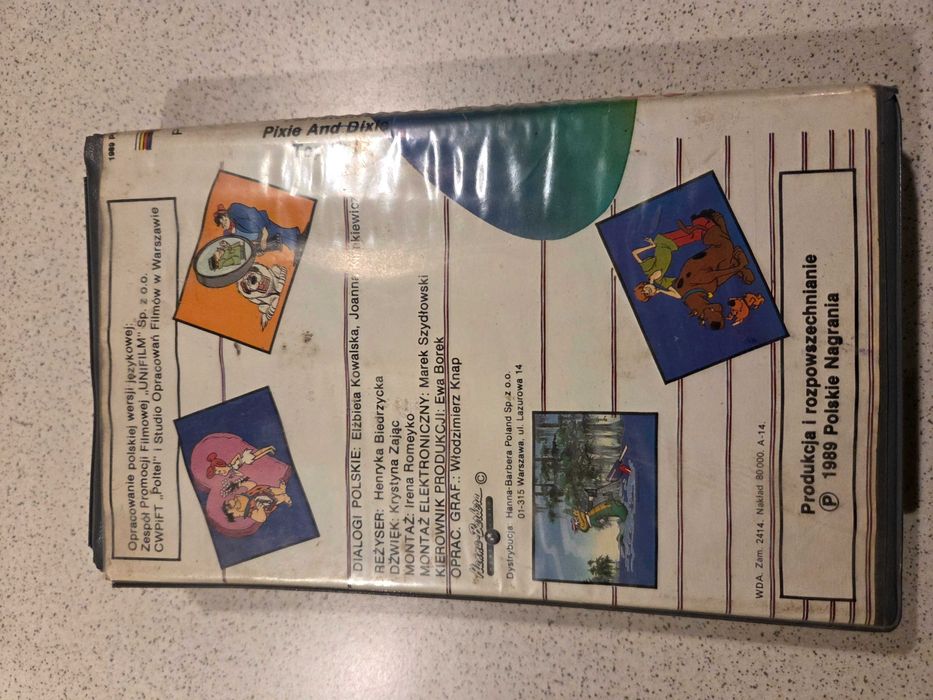 Opracowanie polskiej wersji językowej:
Zespół Promocji Filmowej „UNIFILM" Sp. z o.o.
CWPiFT „Poltel" i Studio Opracowań Filmów w Warszawie
DIALOGI POLSKIE: Elżbieta Kowalska, Joanna
REŻYSER: Henryka Biedrzycka
DŹWIĘK: Krystyna Zając
MONTAŻ: Irena Romeyko
MONTAŻ ELEKTRONICZNY: Marek Szydłowski
KIEROWNIK PRODUKCJI: Ewa Borek
OPRAC. GRAF.: Włodzimierz Knap
Hanna-Barbera ©
Dystrybucja: Hanna-Barbera Poland Sp. z o.o.
01-315 Warszawa, ul. Lazurowa 14
WDA. Zam. 2414. Nakład 80 000. A-14.
Produkcja i rozpowszechnianie
Ⓟ 1989 Polskie Nagrania
1989
Pixie And Dixie